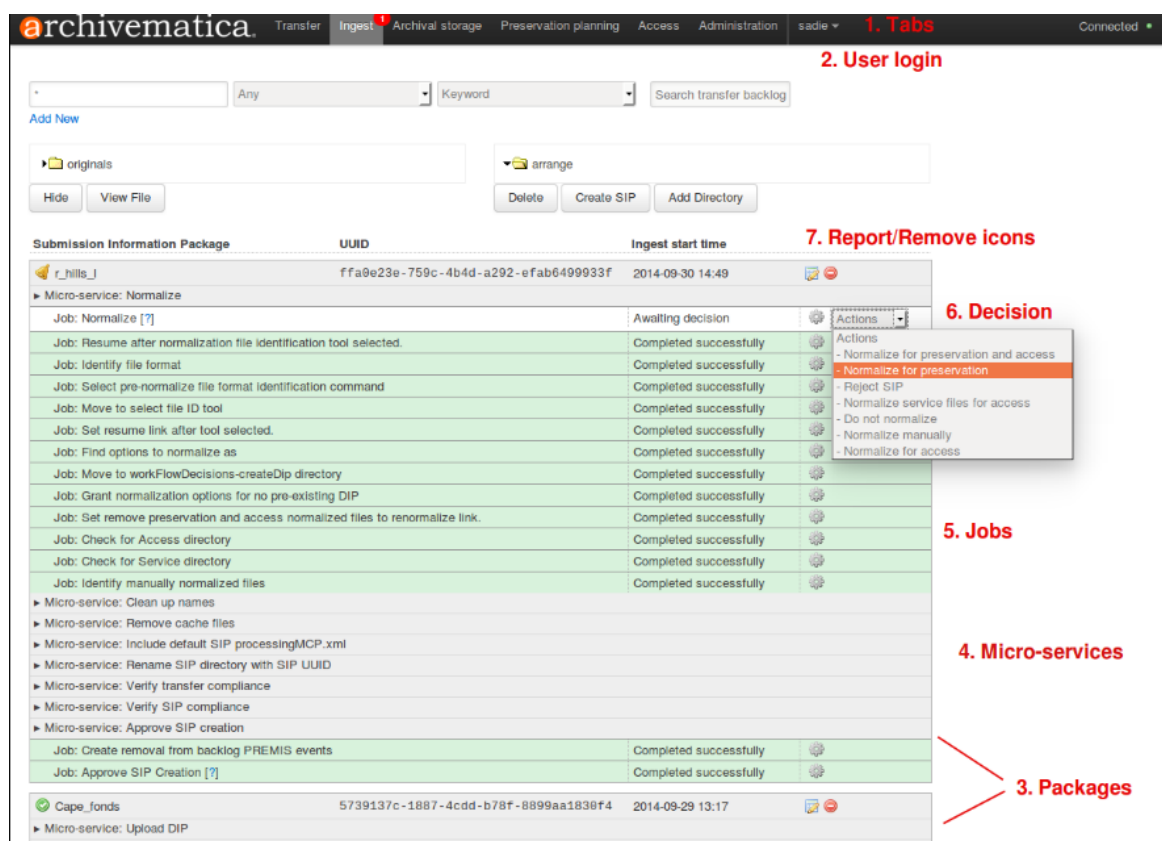 archivematica. Transfer Ingest 1 Archival storage Preservation planning Access Administration sadie 1. Tabs Connected
2. User login
* Any Keyword Search transfer backlog
Add New
originals arrange
Hide View File Delete Create SIP Add Directory
7. Report/Remove icons
Submission Information Package UUID Ingest start time
r_hills_l ffa0e23e-759c-4b4d-a292-efab6499933f 2014-09-30 14:49
Micro-service: Normalize
6. Decision
Job: Normalize [?] Awaiting decision Actions
Job: Resume after normalization file identification tool selected. Completed successfully
Job: Identify file format Completed successfully
Job: Select pre-normalize file format identification command Completed successfully
Job: Move to select file ID tool Completed successfully
Job: Set resume link after tool selected. Completed successfully
Job: Find options to normalize as Completed successfully
Job: Move to workFlowDecisions-createDip directory Completed successfully
Actions
- Normalize for preservation and access
- Normalize for preservation
- Reject SIP
- Normalize service files for access
- Do not normalize
- Normalize manually
- Normalize for access
Job: Grant normalization options for no pre-existing DIP Completed successfully
Job: Set remove preservation and access normalized files to renormalize link. Completed successfully
5. Jobs
Job: Check for Access directory Completed successfully
Job: Check for Service directory Completed successfully
Job: Identify manually normalized files Completed successfully
Micro-service: Clean up names
Micro-service: Remove cache files
Micro-service: Include default SIP processingMCP.xml
4. Micro-services
Micro-service: Rename SIP directory with SIP UUID
Micro-service: Verify transfer compliance
Micro-service: Verify SIP compliance
Micro-service: Approve SIP creation
Job: Create removal from backlog PREMIS events Completed successfully
Job: Approve SIP Creation [?] Completed successfully
3. Packages
Cape_fonds 5739137c-1887-4cdd-b78f-8899aa1830f4 2014-09-29 13:17
Micro-service: Upload DIP